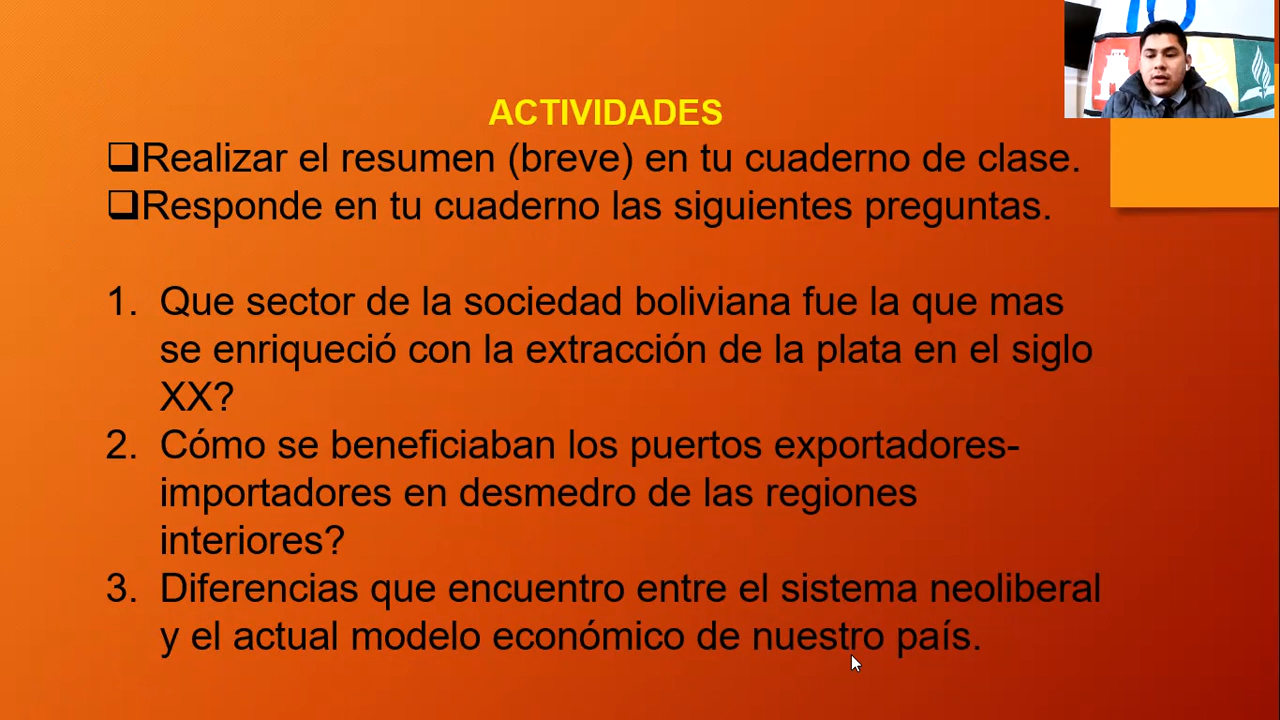 ACTIVIDADES
❑Realizar el resumen (breve) en tu cuaderno de clase.
❑Responde en tu cuaderno las siguientes preguntas.
1. Que sector de la sociedad boliviana fue la que mas
se enriqueció con la extracción de la plata en el siglo
XX?
2. Cómo se beneficiaban los puertos exportadores-
importadores en desmedro de las regiones
interiores?
3. Diferencias que encuentro entre el sistema neoliberal
y el actual modelo económico de nuestro país.